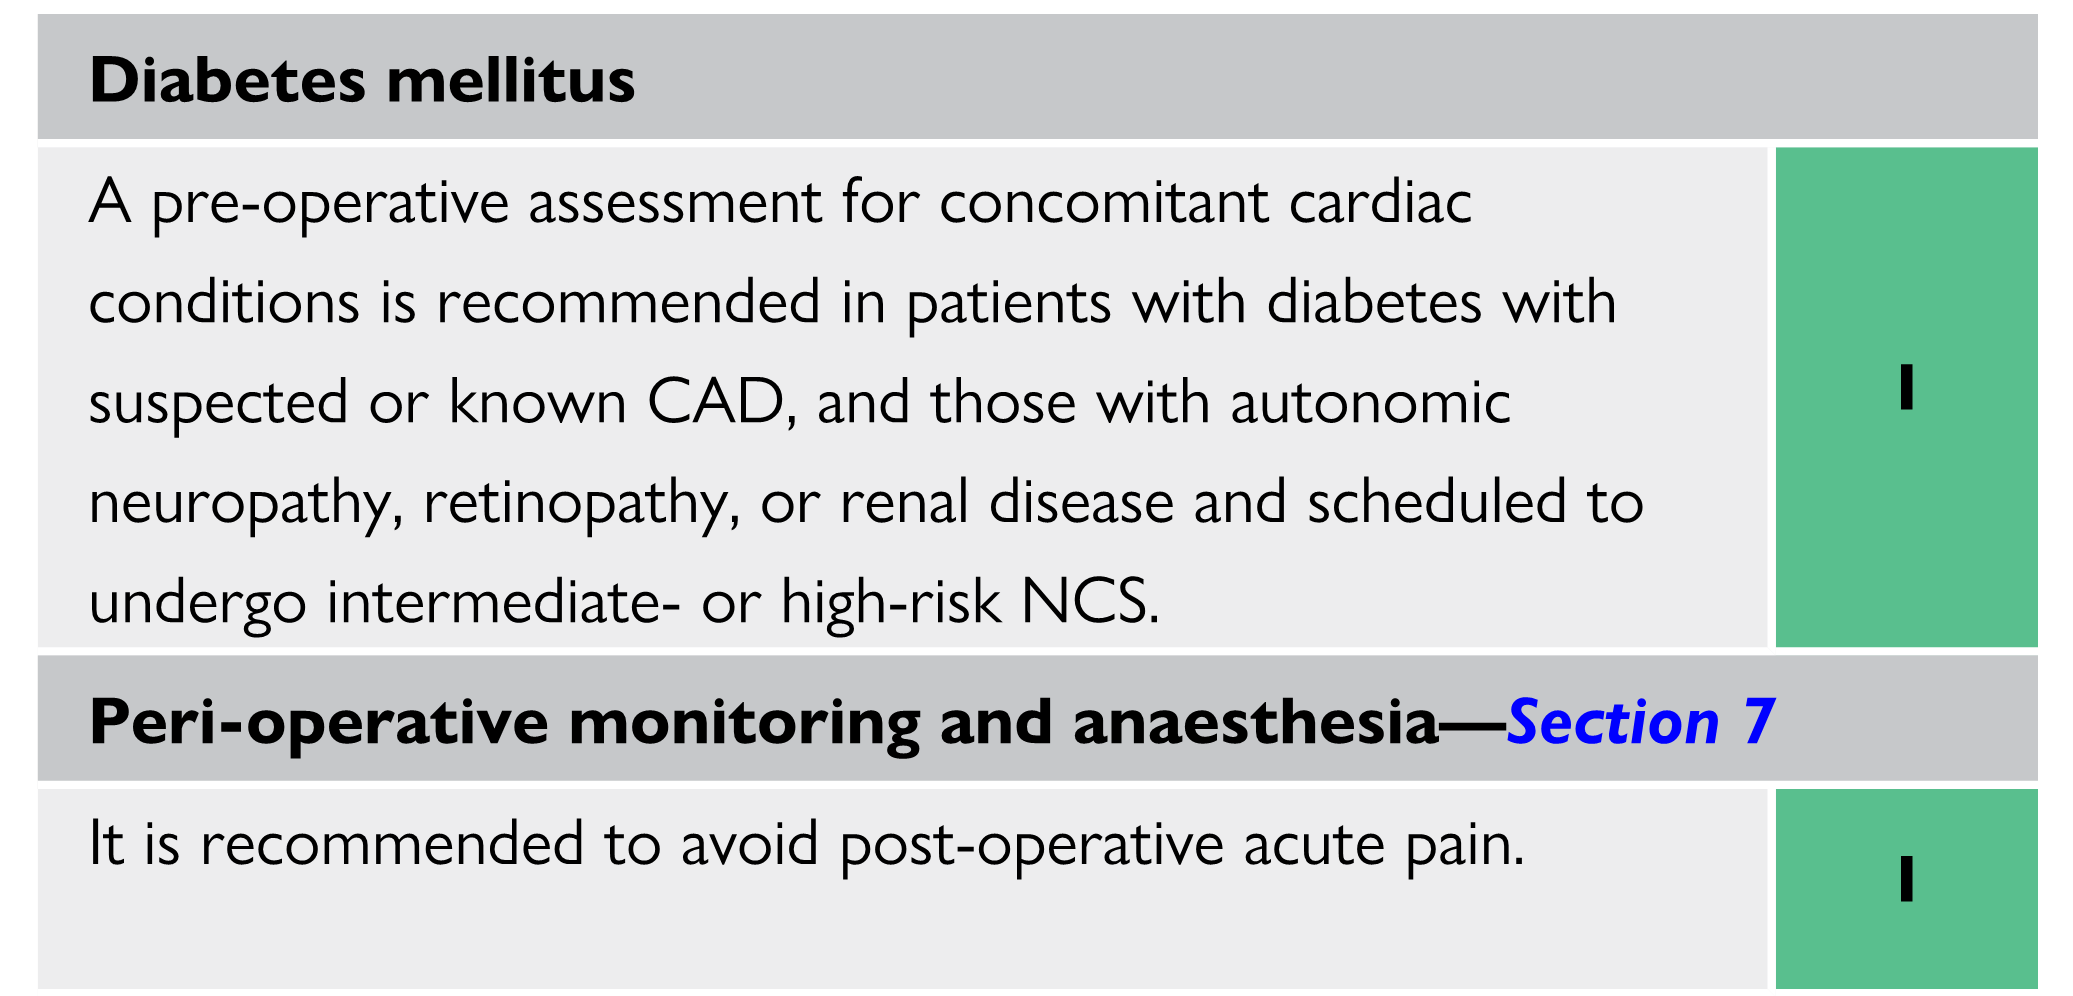 Diabetes mellitus
A pre-operative assessment for concomitant cardiac
conditions is recommended in patients with diabetes with
suspected or known CAD, and those with autonomic
neuropathy, retinopathy, or renal disease and scheduled to
undergo intermediate- or high-risk NCS.
I
Peri-operative monitoring and anaesthesia—Section 7
It is recommended to avoid post-operative acute pain.
I